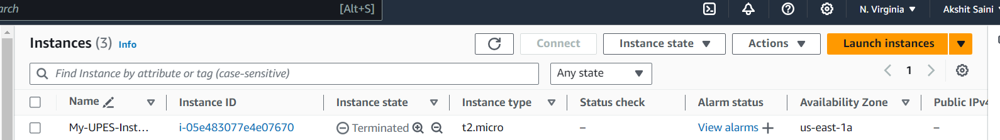 arch [Alt+S] N. Virginia ▼ Akshit Saini
Instances (3) Info Connect Instance state ▼ Actions ▼ Launch instances ▼
Find Instance by attribute or tag (case-sensitive) Any state ▼ < 1 >
Name Instance ID Instance state Instance type Status check Alarm status Availability Zone Public IPv4
My-UPES-Inst... i-05e483077e4e07670 Terminated t2.micro – View alarms + us-east-1a –